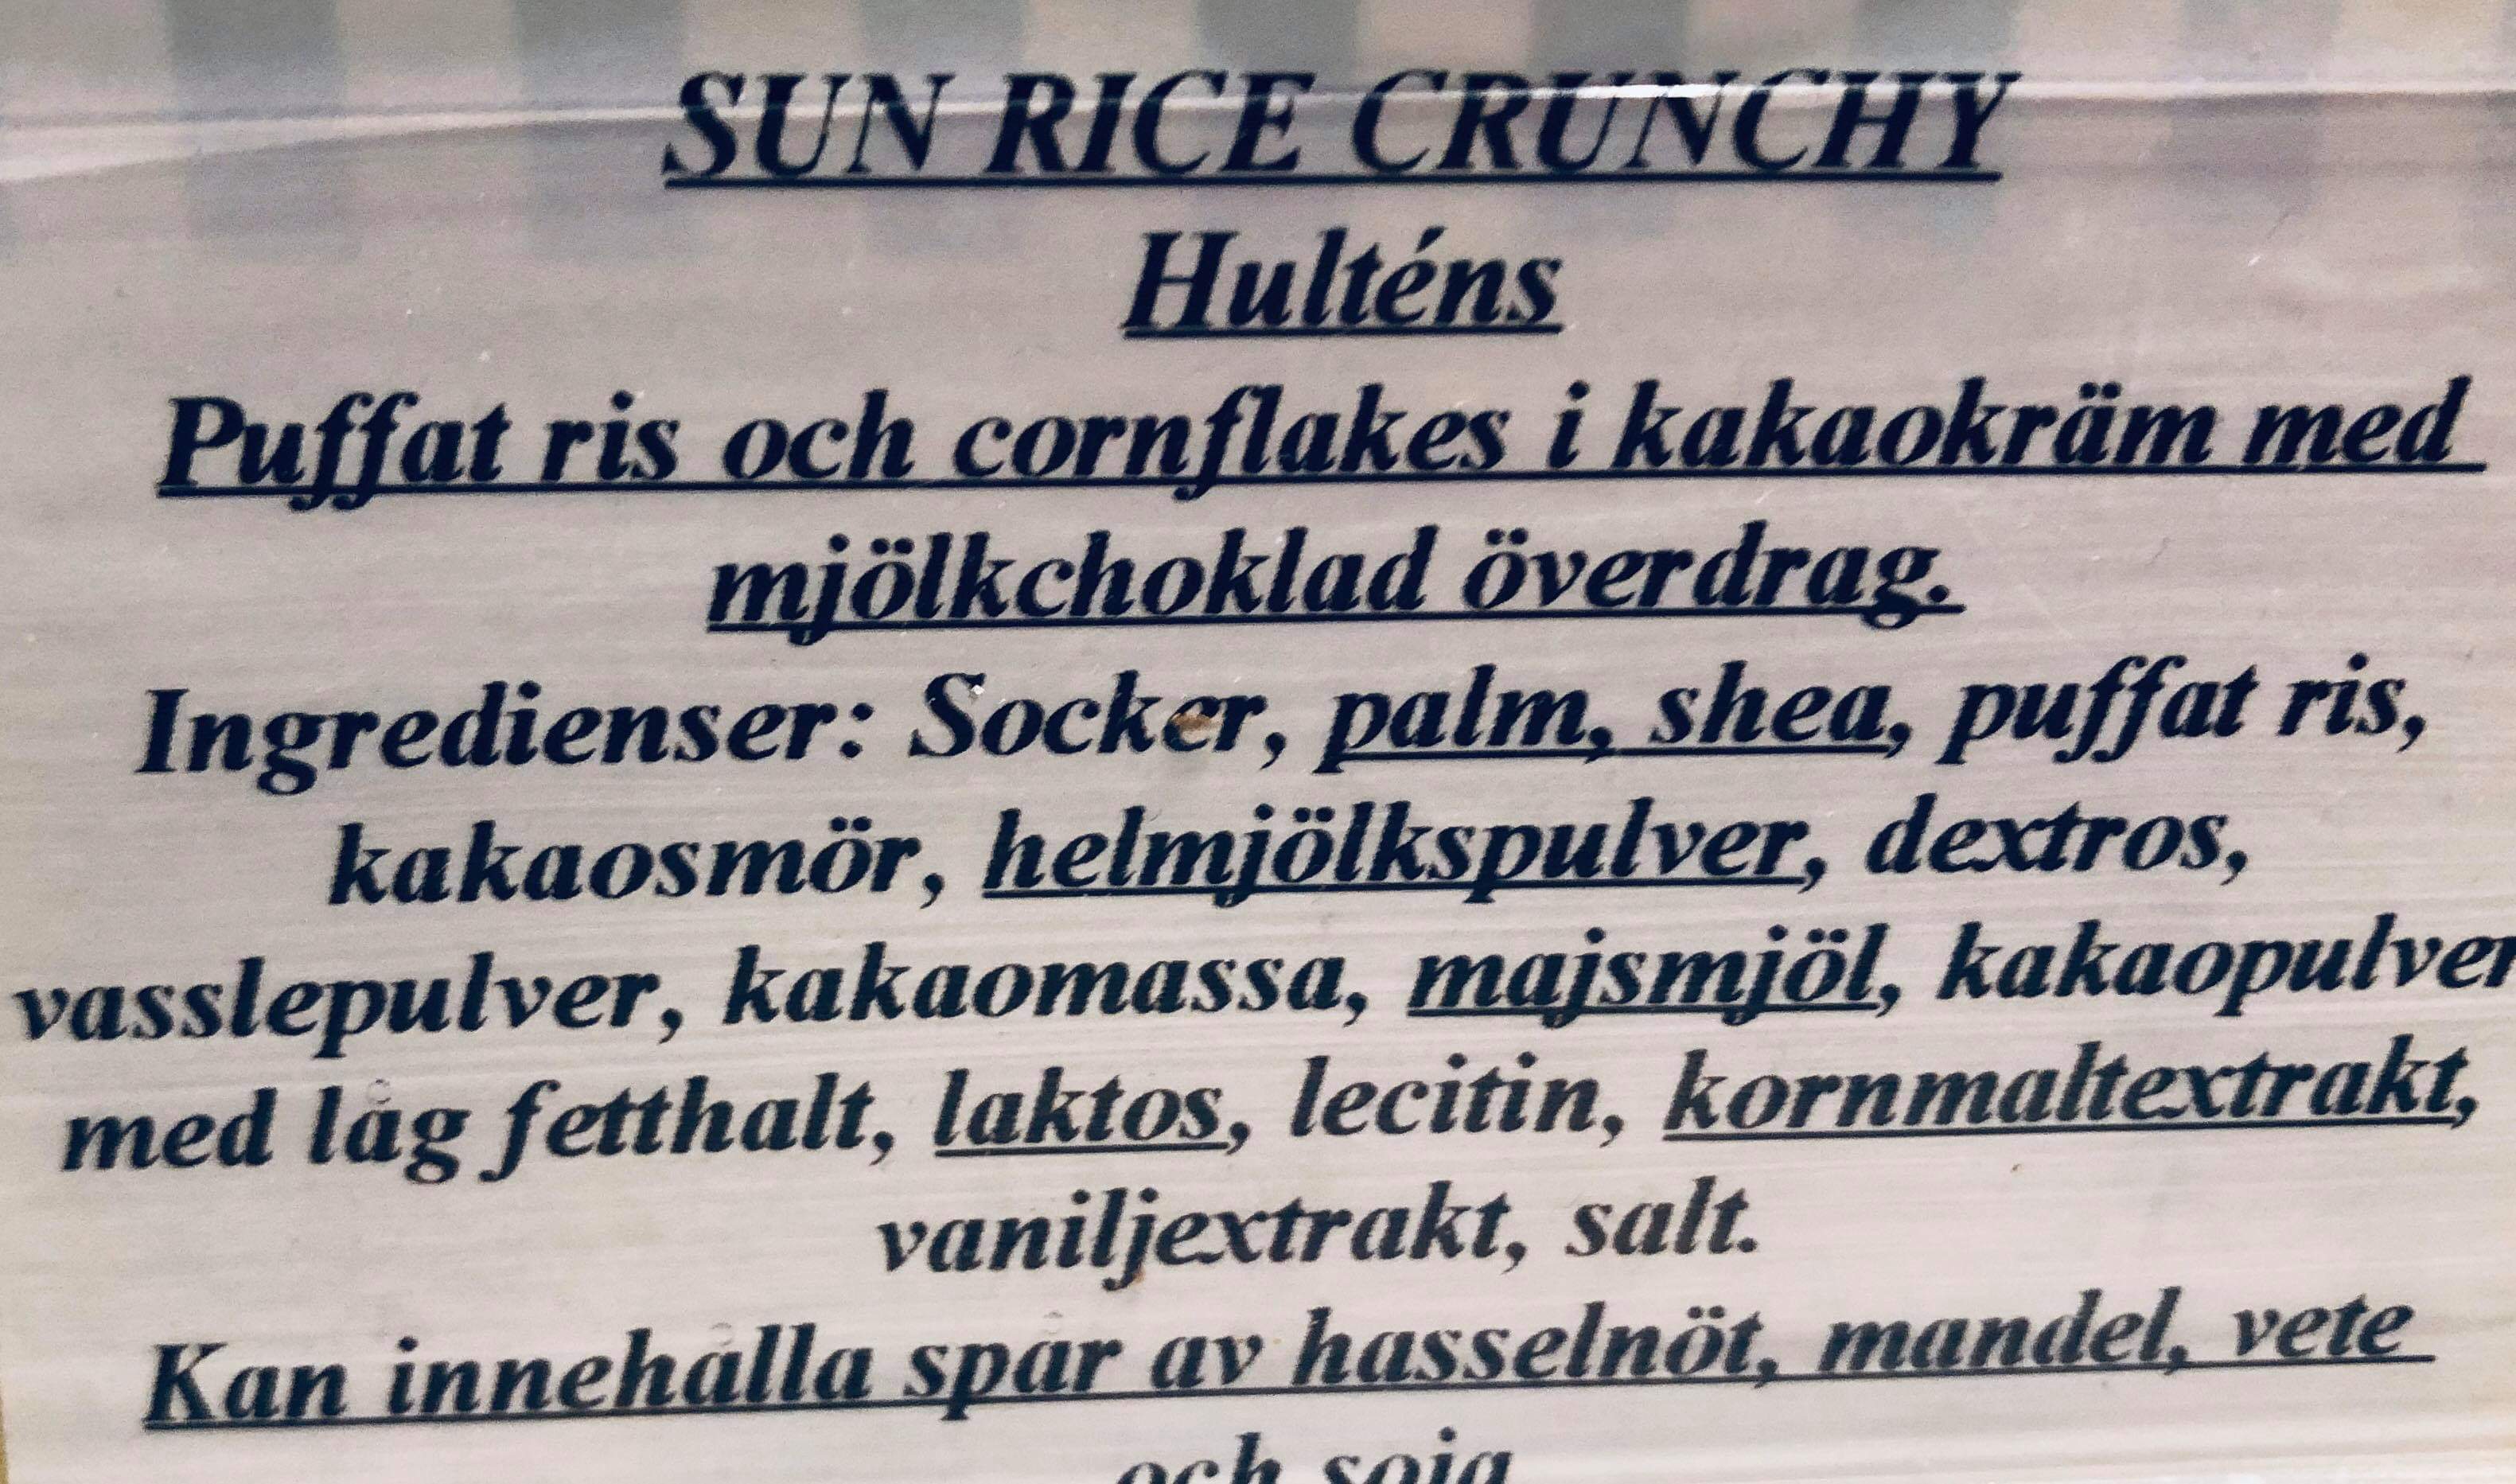 SUN RICE CRUNCHY
Hulténs
Puffat ris och cornflakes i kakaokräm med
mjölkchoklad överdrag.
Ingredienser: Socker, palm, shea, puffat ris,
kakaosmör, helmjölkspulver, dextros,
vasslepulver, kakaomassa, majsmjöl, kakaopulver
med låg fetthalt, laktos, lecitin, kornmaltextrakt,
vaniljextrakt, salt.
Kan innehålla spår av hasselnöt, mandel, vete
och soja